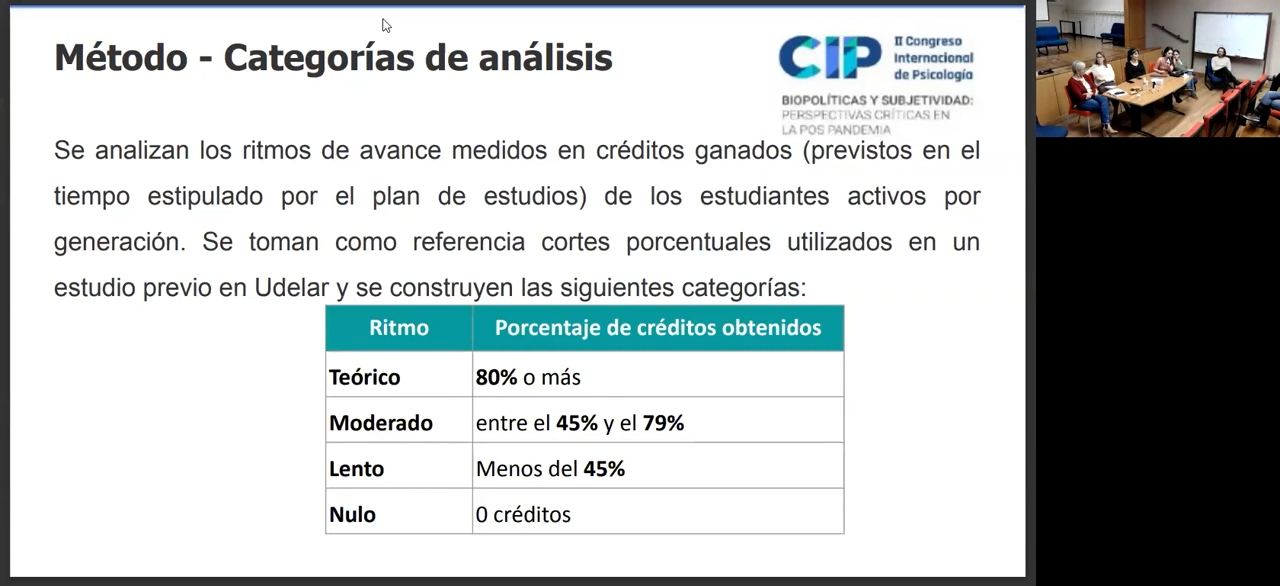 Método - Categorías de análisis
CIP
II Congreso
Internacional
de Psicología
BIOPOLÍTICAS Y SUBJETIVIDAD:
PERSPECTIVAS CRÍTICAS EN
LA POS PANDEMIA
Se analizan los ritmos de avance medidos en créditos ganados (previstos en el
tiempo estipulado por el plan de estudios) de los estudiantes activos por
generación. Se toman como referencia cortes porcentuales utilizados en un
estudio previo en Udelar y se construyen las siguientes categorías:
Ritmo Porcentaje de créditos obtenidos
Teórico 80% o más
Moderado entre el 45% y el 79%
Lento Menos del 45%
Nulo 0 créditos